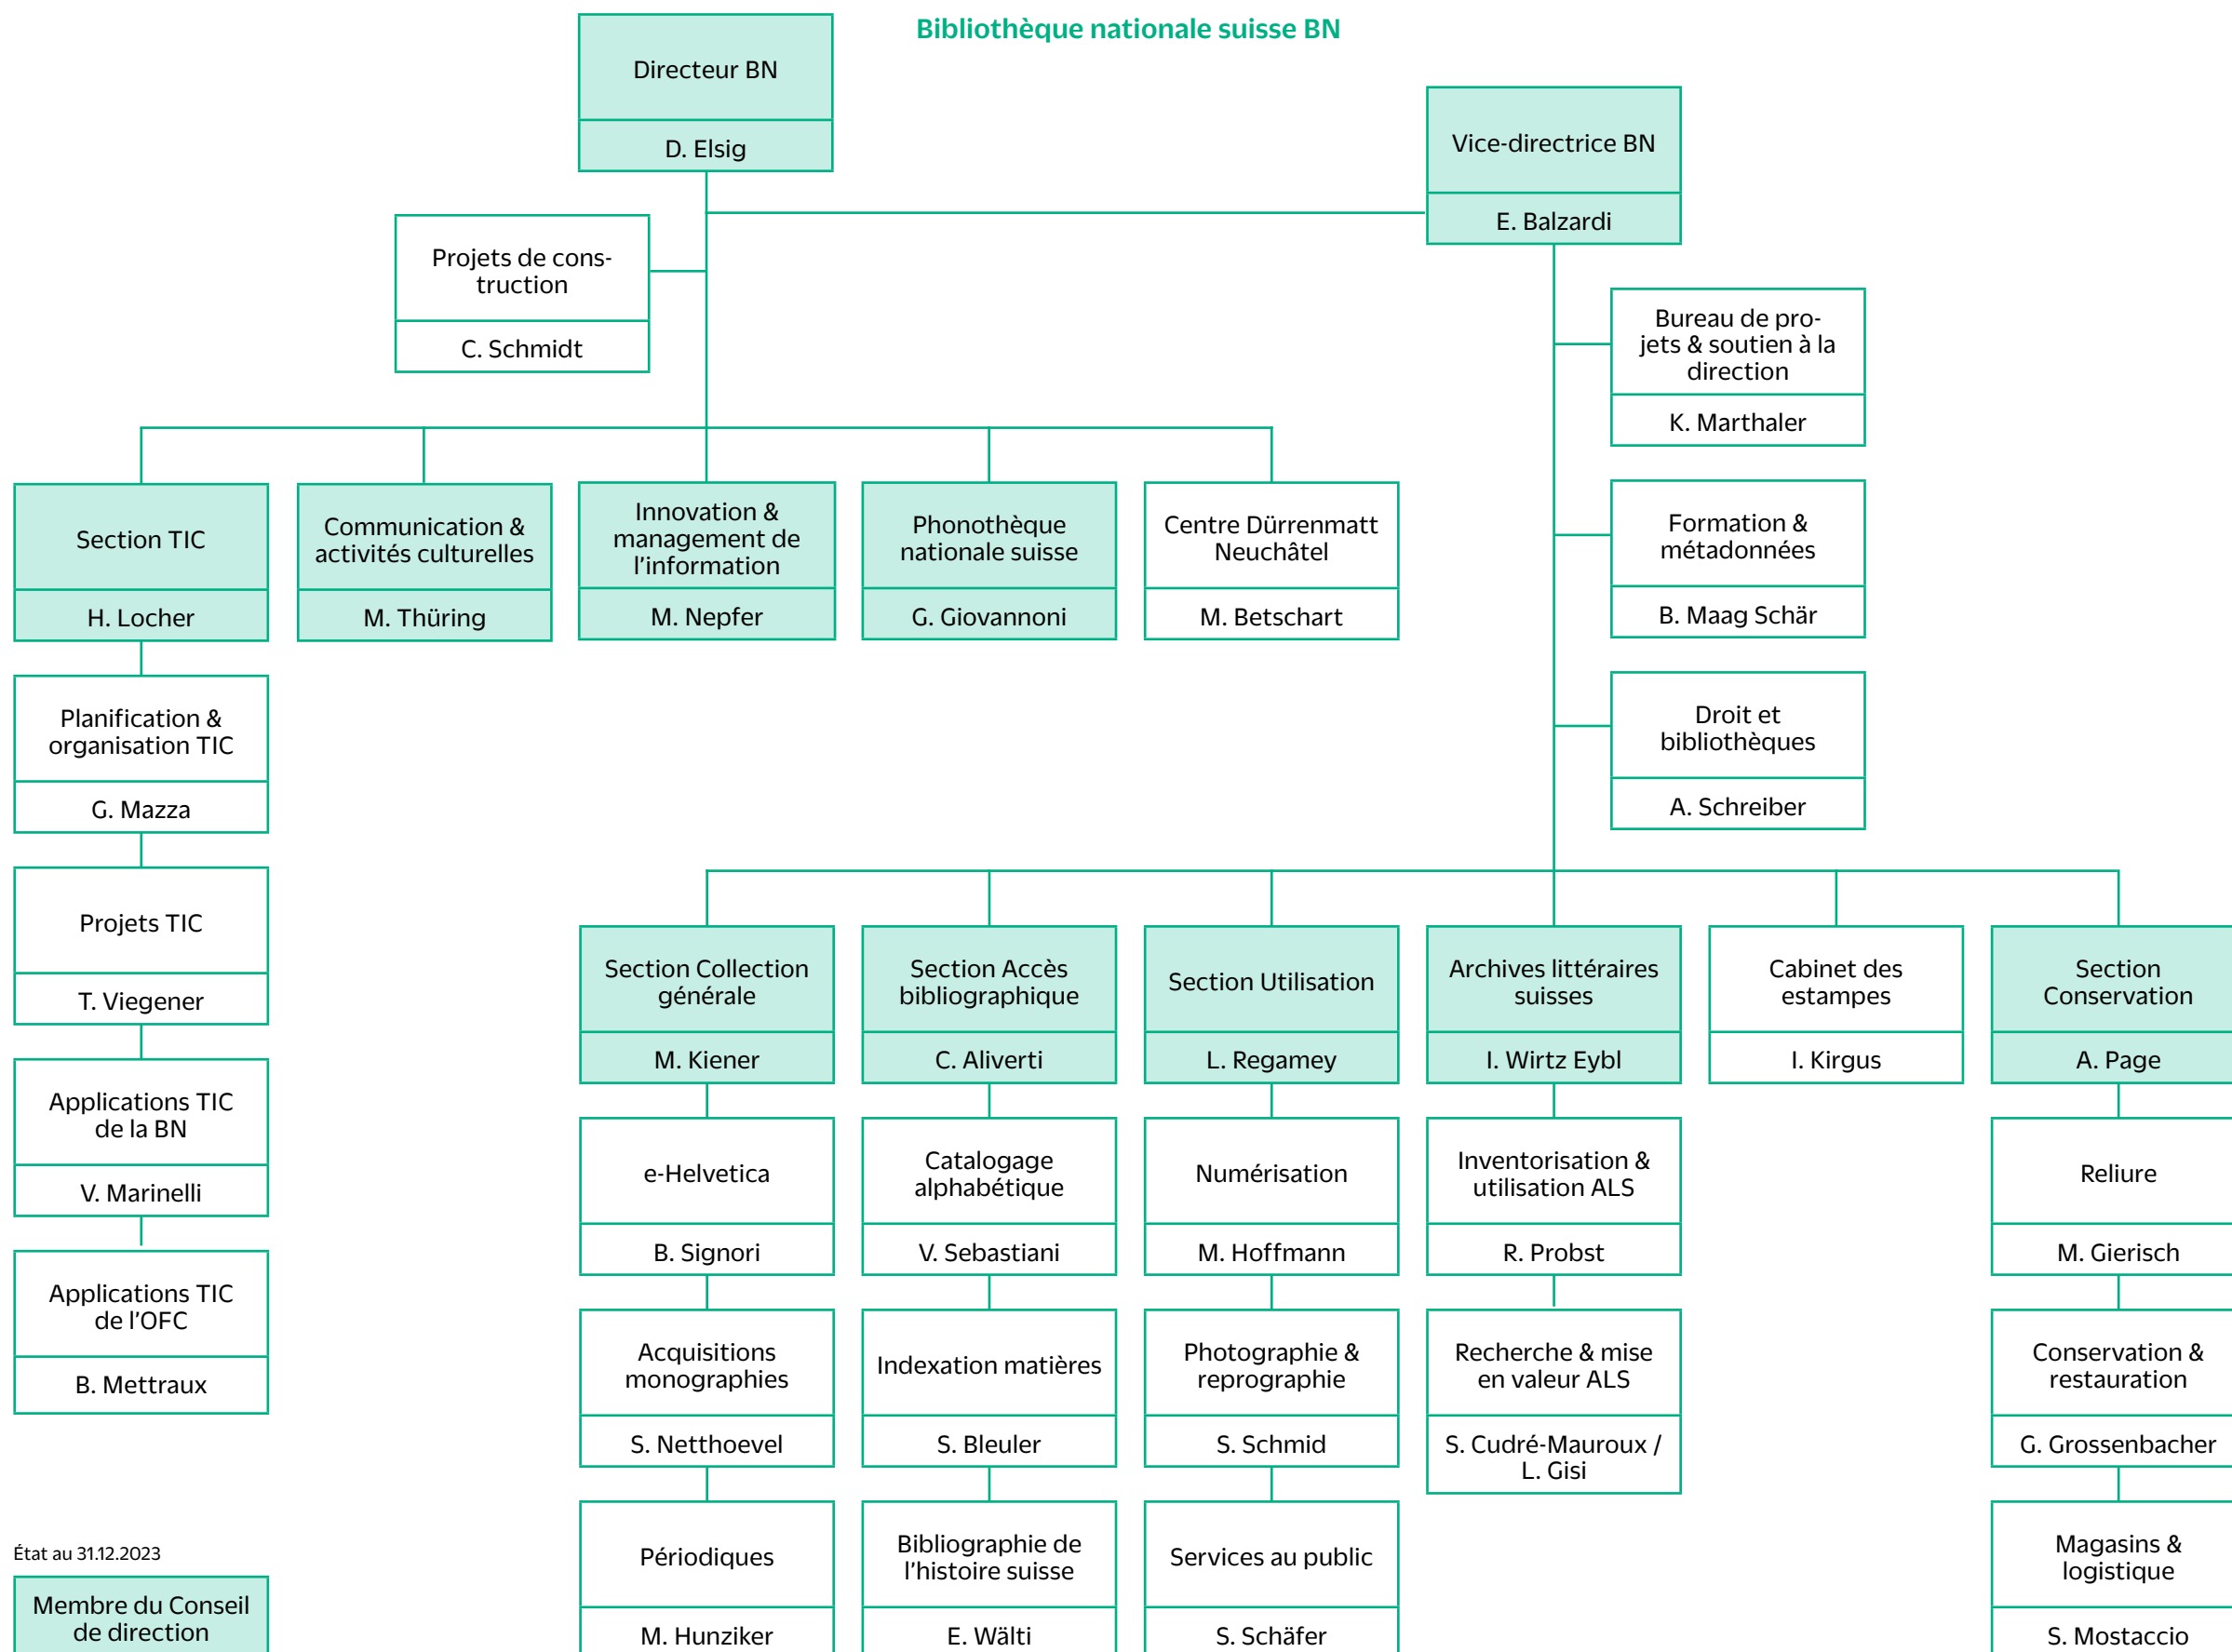 Bibliothèque nationale suisse BN
Directeur BN
D. Elsig
Vice-directrice BN
E. Balzardi
Projets de cons-
truction
C. Schmidt
Bureau de pro-
jets & soutien à la
direction
K. Marthaler
Formation &
métadonnées
B. Maag Schär
Droit et
bibliothèques
A. Schreiber
Section TIC
H. Locher
Communication &
activités culturelles
M. Thüring
Innovation &
management de
l'information
M. Nepfer
Phonothèque
nationale suisse
G. Giovannoni
Centre Dürrenmatt
Neuchâtel
M. Betschart
Planification &
organisation TIC
G. Mazza
Projets TIC
T. Viegener
Applications TIC
de la BN
V. Marinelli
Applications TIC
de l'OFC
B. Mettraux
Section Collection
générale
M. Kiener
e-Helvetica
B. Signori
Acquisitions
monographies
S. Netthoevel
Périodiques
M. Hunziker
Section Accès
bibliographique
C. Aliverti
Catalogage
alphabétique
V. Sebastiani
Indexation matières
S. Bleuler
Bibliographie de
l'histoire suisse
E. Wälti
Section Utilisation
L. Regamey
Numérisation
M. Hoffmann
Photographie &
reprographie
S. Schmid
Services au public
S. Schäfer
Archives littéraires
suisses
I. Wirtz Eybl
Inventorisation &
utilisation ALS
R. Probst
Recherche & mise
en valeur ALS
S. Cudré-Mauroux /
L. Gisi
Cabinet des
estampes
I. Kirgus
Section
Conservation
A. Page
Reliure
M. Gierisch
Conservation &
restauration
G. Grossenbacher
Magasins &
logistique
S. Mostaccio
État au 31.12.2023
Membre du Conseil
de direction